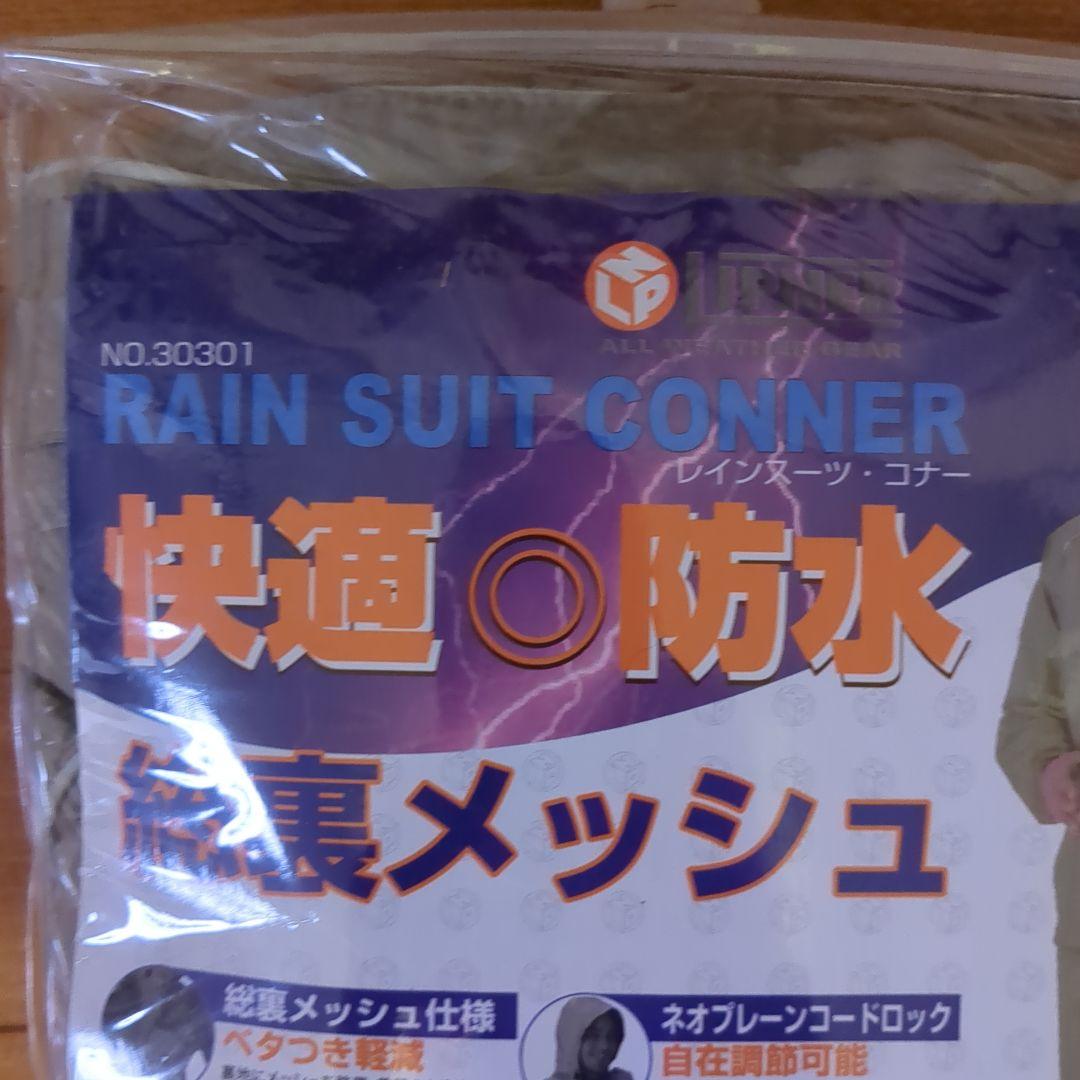 LNP LIPNER
ALL WEATHER GEAR
NO.30301
RAIN SUIT CONNER
レインスーツ・コナー
快適◎防水
総裏メッシュ
総裏メッシュ仕様
ベタつき軽減
ネオプレーンコードロック
自在調節可能